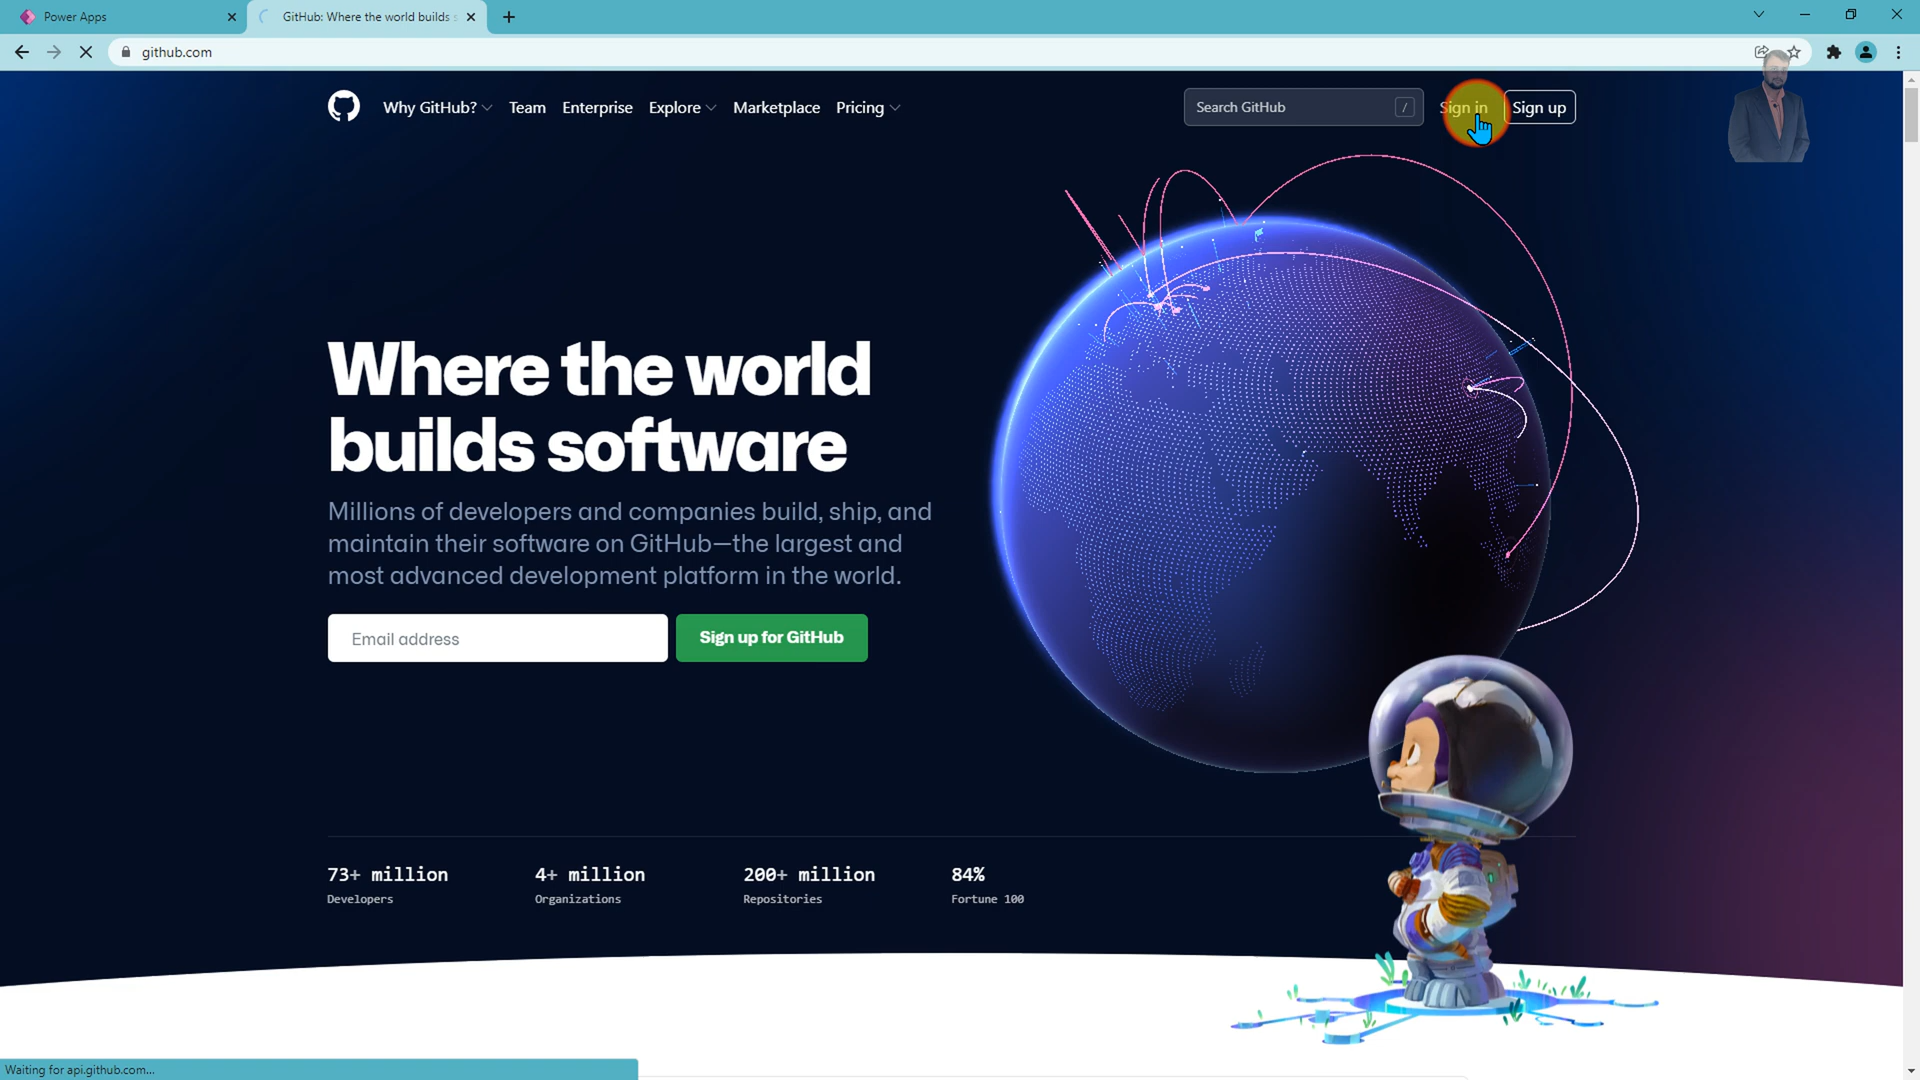 Power Apps
GitHub: Where the world builds s
github.com
Why GitHub?
Team
Enterprise
Explore
Marketplace
Pricing
Search GitHub
/
Sign in
Sign up
Where the world
builds software
Millions of developers and companies build, ship, and
maintain their software on GitHub—the largest and
most advanced development platform in the world.
Email address
Sign up for GitHub
73+ million
Developers
4+ million
Organizations
200+ million
Repositories
84%
Fortune 100
Waiting for api.github.com...